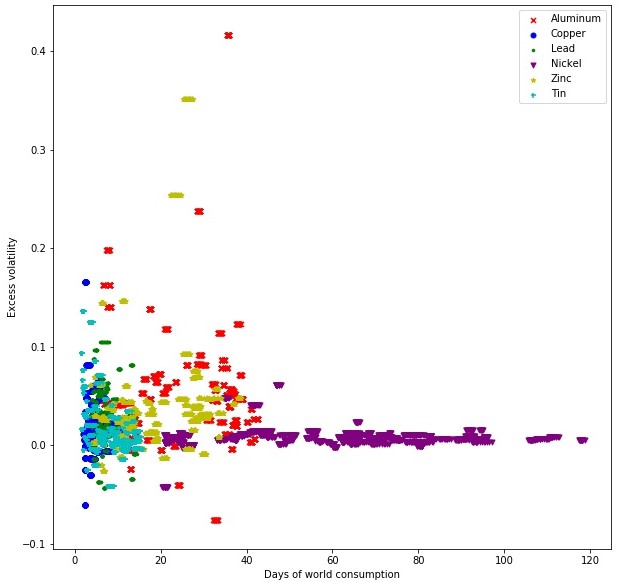 Aluminum
Copper
Lead
Nickel
Zinc
Tin
Excess volatility
0.4
0.3
0.2
0.1
0.0
−0.1
0 20 40 60 80 100 120
Days of world consumption